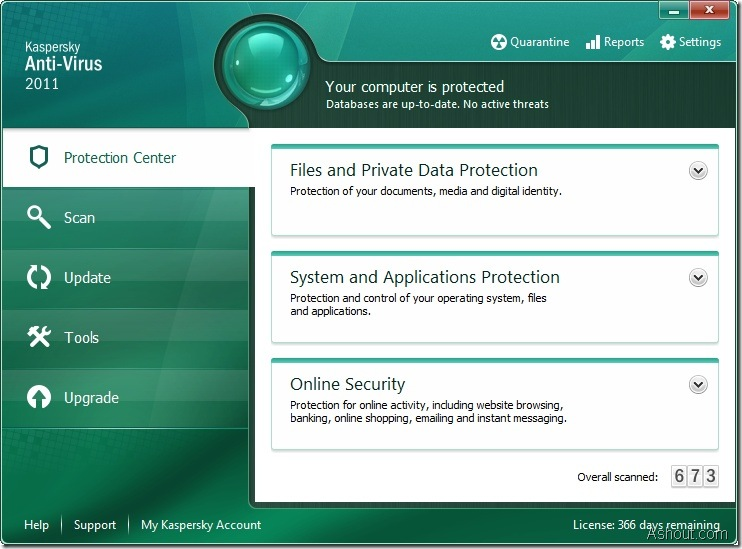 Kaspersky
Anti-Virus
2011
Quarantine
Reports
Settings
Your computer is protected
Databases are up-to-date. No active threats
Protection Center
Scan
Update
Tools
Upgrade
Files and Private Data Protection
Protection of your documents, media and digital identity.
System and Applications Protection
Protection and control of your operating system, files
and applications.
Online Security
Protection for online activity, including website browsing,
banking, online shopping, emailing and instant messaging.
Overall scanned: 673
Help
Support
My Kaspersky Account
License: 366 days remaining
Ashout.com